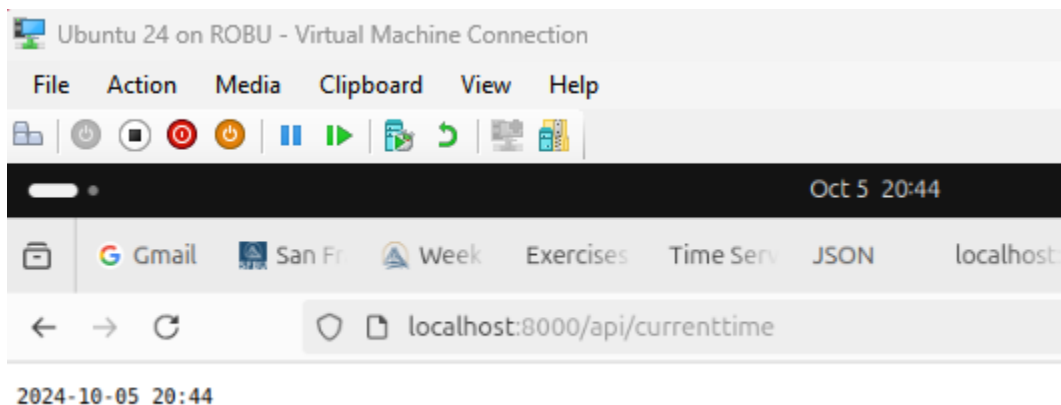 Ubuntu 24 on ROBU - Virtual Machine Connection
File Action Media Clipboard View Help
Oct 5 20:44
Gmail San Fr Week Exercises Time Serv JSON localhost:
localhost:8000/api/currenttime
2024-10-05 20:44